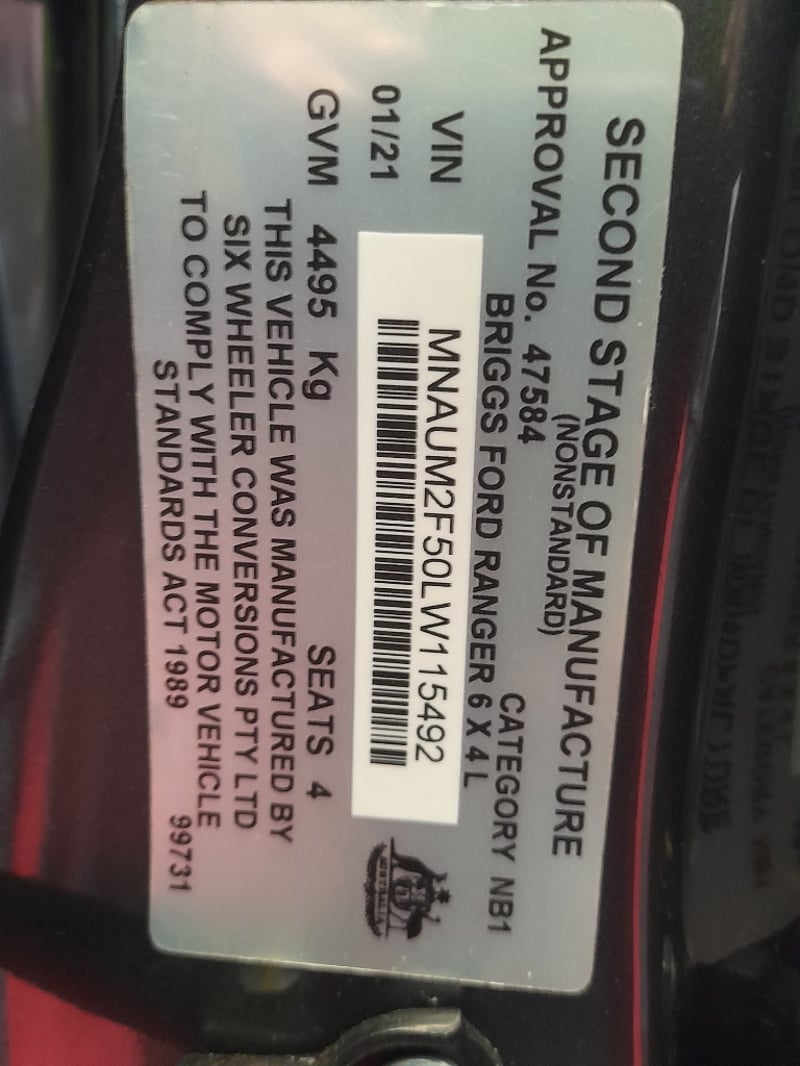 SECOND STAGE OF MANUFACTURE
(NONSTANDARD)
APPROVAL No. 47584 CATEGORY NB1
BRIGGS FORD RANGER 6 X 4 L
VIN MNAUM2F50LW115492
01/21
GVM 4495 Kg SEATS 4
THIS VEHICLE WAS MANUFACTURED BY
SIX WHEELER CONVERSIONS PTY LTD
TO COMPLY WITH THE MOTOR VEHICLE
STANDARDS ACT 1989
99731
AUSTRALIA